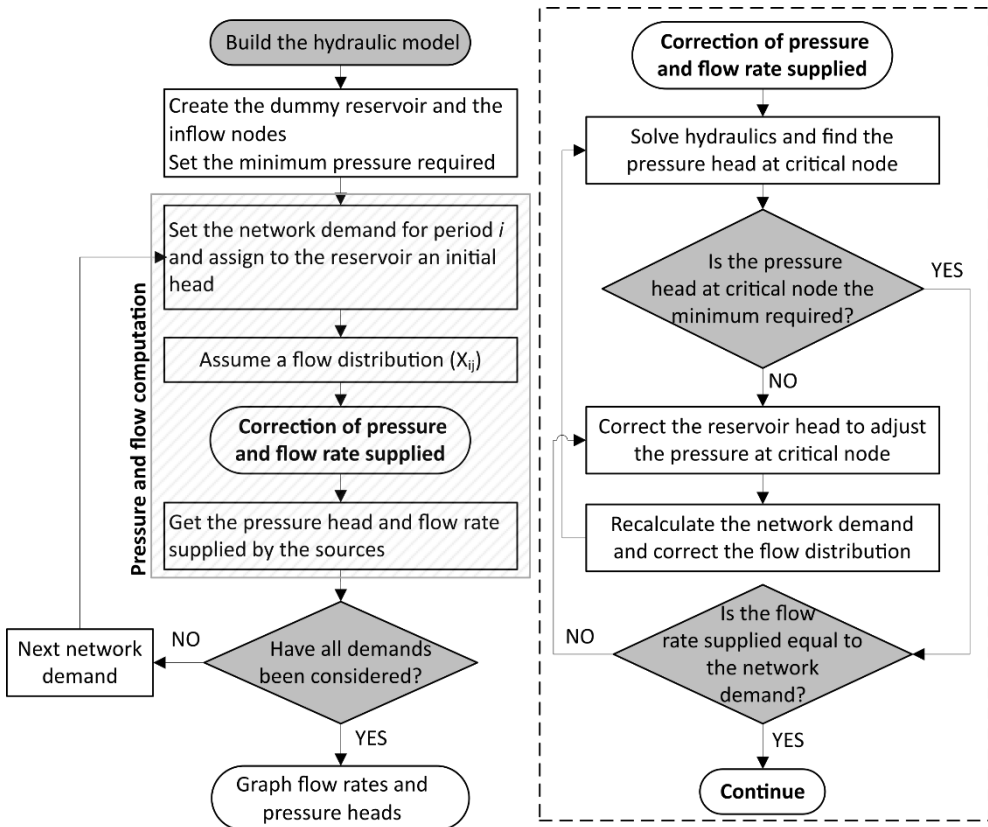 Build the hydraulic model
Create the dummy reservoir and the
inflow nodes
Set the minimum pressure required
Pressure and flow computation
Set the network demand for period i
and assign to the reservoir an initial
head
Assume a flow distribution (Xij)
Correction of pressure
and flow rate supplied
Get the pressure head and flow rate
supplied by the sources
Have all demands
been considered?
NO
Next network
demand
YES
Graph flow rates and
pressure heads
Correction of pressure
and flow rate supplied
Solve hydraulics and find the
pressure head at critical node
Is the pressure
head at critical node the
minimum required?
YES
NO
Correct the reservoir head to adjust
the pressure at critical node
Recalculate the network demand
and correct the flow distribution
Is the flow
rate supplied equal to
the network
demand?
NO
YES
Continue